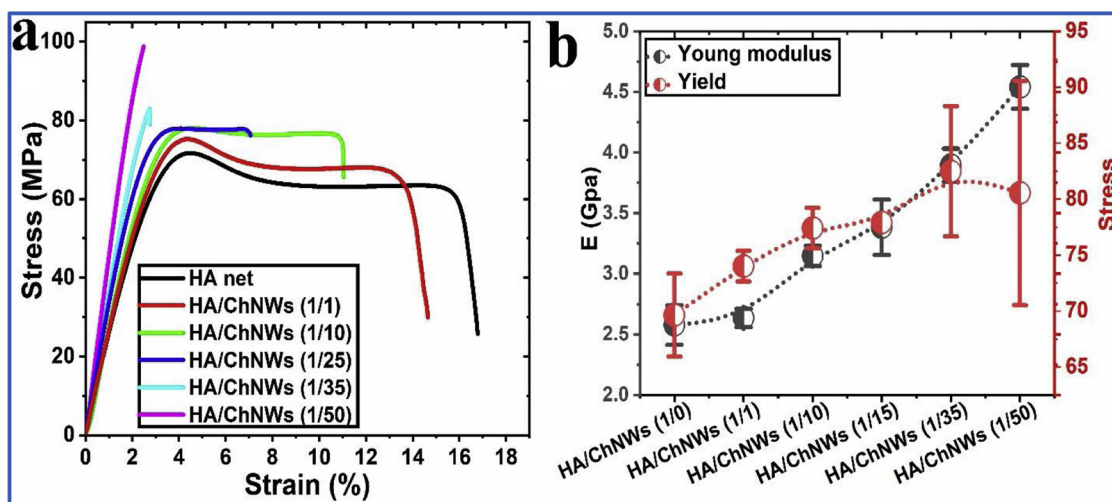 a
Stress (MPa)
100
80
60
40
20
0
HA net
HA/ChNWs (1/1)
HA/ChNWs (1/10)
HA/ChNWs (1/25)
HA/ChNWs (1/35)
HA/ChNWs (1/50)
0 2 4 6 8 10 12 14 16 18
Strain (%)
b
E (Gpa)
5.0
4.5
4.0
3.5
3.0
2.5
2.0
Young modulus
Yield
95
90
85
80
75
70
65
Stress
HA/ChNWs (1/0)
HA/ChNWs (1/1)
HA/ChNWs (1/10)
HA/ChNWs (1/15)
HA/ChNWs (1/35)
HA/ChNWs (1/50)